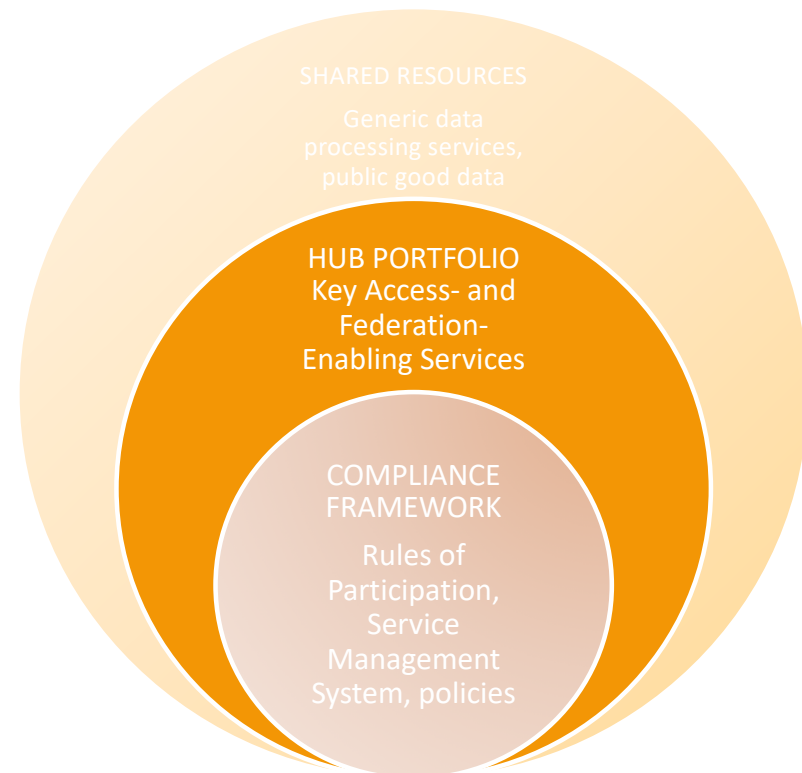 SHARED RESOURCES
Generic data
processing services,
public good data
HUB PORTFOLIO
Key Access- and
Federation-
Enabling Services
COMPLIANCE
FRAMEWORK
Rules of
Participation,
Service
Management
System, policies